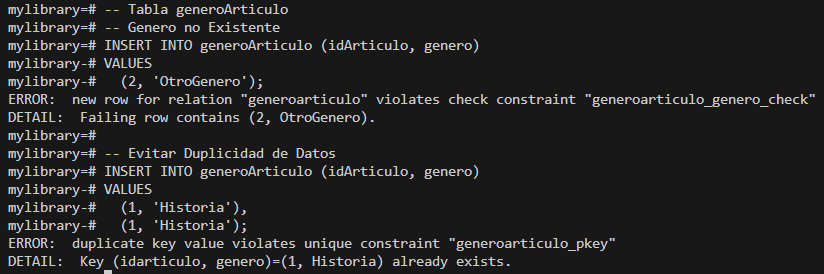 mylibrary=# -- Tabla generoArticulo
mylibrary=# -- Genero no Existente
mylibrary=# INSERT INTO generoArticulo (idArticulo, genero)
mylibrary-# VALUES
mylibrary-#   (2, 'OtroGenero');
ERROR:  new row for relation "generoarticulo" violates check constraint "generoarticulo_genero_check"
DETAIL:  Failing row contains (2, OtroGenero).
mylibrary=#
mylibrary=# -- Evitar Duplicidad de Datos
mylibrary=# INSERT INTO generoArticulo (idArticulo, genero)
mylibrary-# VALUES
mylibrary-#   (1, 'Historia'),
mylibrary-#   (1, 'Historia');
ERROR:  duplicate key value violates unique constraint "generoarticulo_pkey"
DETAIL:  Key (idarticulo, genero)=(1, Historia) already exists.